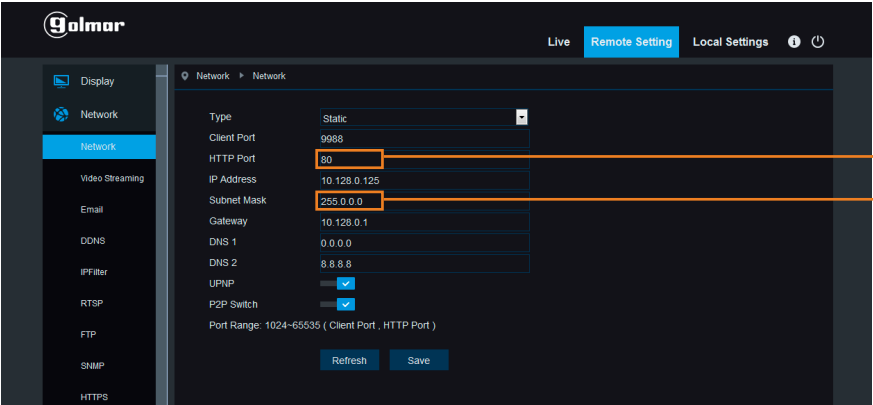 golmar
Live Remote Setting Local Settings
Display
Network
Network
Video Streaming
Email
DDNS
IPFilter
RTSP
FTP
SNMP
HTTPS
Network Network
Type Static
Client Port 9988
HTTP Port 80
IP Address 10.128.0.125
Subnet Mask 255.0.0.0
Gateway 10.128.0.1
DNS 1 0.0.0.0
DNS 2 8.8.8.8
UPNP
P2P Switch
Port Range: 1024~65535 ( Client Port , HTTP Port )
Refresh Save